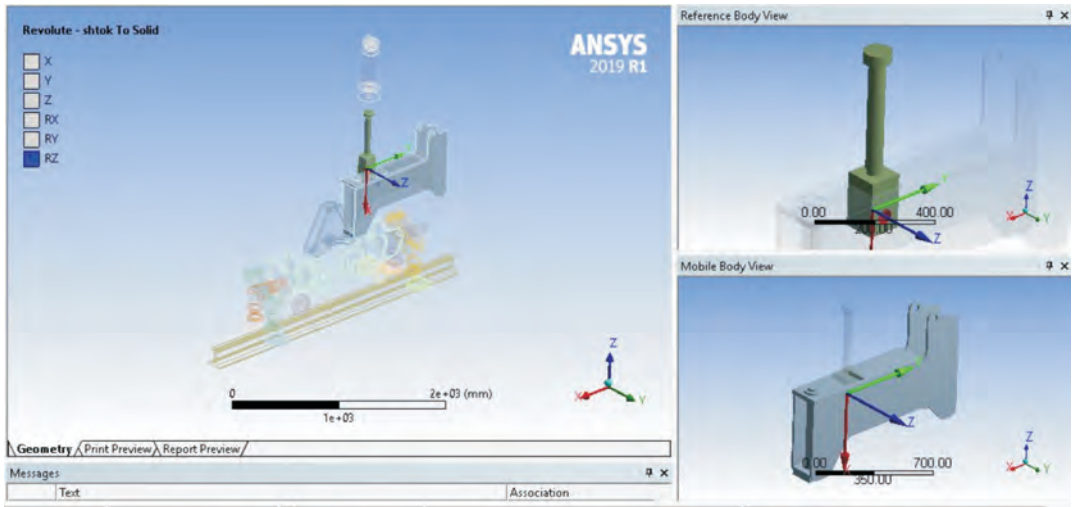 Revolute - shtok To Solid
X
Y
Z
RX
RY
RZ
ANSYS
2019 R1
Z
Z
X
Y
0
2e+03 (mm)
1e+03
Geometry
Print Preview
Report Preview
Messages
Text
Association
Reference Body View
0.00
400.00
Z
Z
X
Y
Mobile Body View
Z
0.00
700.00
350.00
Z
X
Y